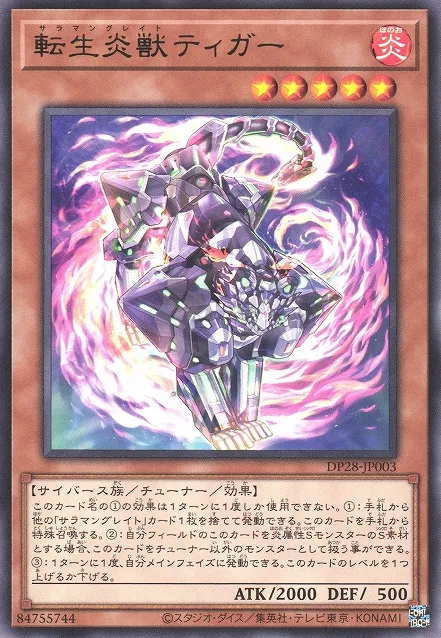 サラマングレイト
転生炎獣ティガー
ほのお
炎
DP28-JP003
【サイバース族／チューナー／効果】
このカード名の①の効果は1ターンに1度しか使用できない。①：手札から
他の「サラマングレイト」カード1枚を捨てて発動できる。このカードを手札から
特殊召喚する。②：自分フィールドのこのカードを炎属性SモンスターのS素材
とする場合、このカードをチューナー以外のモンスターとして扱う事ができる。
③：1ターンに1度、自分メインフェイズに発動できる。このカードのレベルを1つ
上げるか下げる。
ATK/2000 DEF/ 500
84755744
©スタジオ・ダイス／集英社・テレビ東京・KONAMI